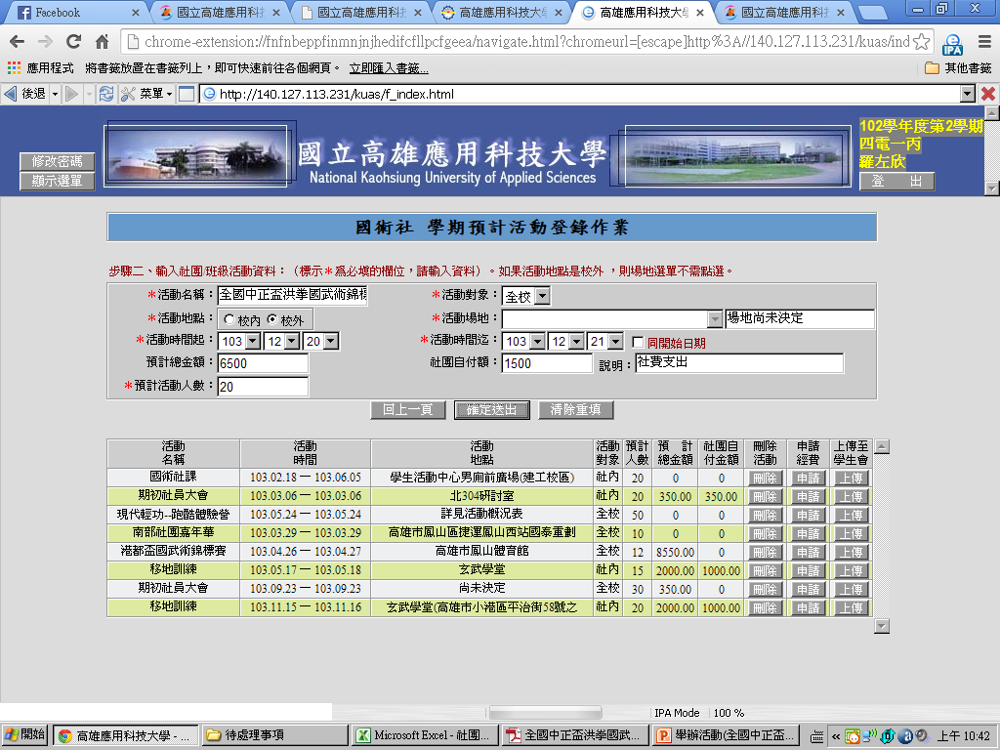 Facebook
國立高雄應用科技
國立高雄應用科技
高雄應用科技大
高雄應用科技大
國立高雄應用科技
chrome-extension://fnfnbeppfinmnjnjhedifcfllpcfgeea/navigate.html?chromeurl=[escape]http%3A//140.127.113.231/kuas/ind
應用程式 將書籤放置在書籤列上，即可快速前往各個網頁。 立即匯入書籤... 其他書籤
後退 菜單 http://140.127.113.231/kuas/f_index.html
修改密碼
顯示選單
國立高雄應用科技大學
National Kaohsiung University of Applied Sciences
102學年度第2學期
四電一丙
羅左欣
登 出
國術社 學期預計活動登錄作業
步驟二、輸入社團/班級活動資料：（標示＊為必填的欄位，請輸入資料）。如果活動地點是校外 ，則場地選單不需點選。
＊活動名稱： 全國中正盃洪拳國武術錦標 ＊活動對象： 全校
＊活動地點： 校內 校外 ＊活動場地： 場地尚未決定
＊活動時間起： 103 12 20 ＊活動時間迄： 103 12 21 同開始日期
預計總金額： 6500 社團自付額： 1500 說明： 社費支出
＊預計活動人數： 20
回上一頁 確定送出 清除重填
活動名稱 活動時間 活動地點 活動對象 預計人數 預 計總金額 社團自付金額 刪除活動 申請經費 上傳至學生會
國術社課 103.02.18 一 103.06.05 學生活動中心男廁前廣場(建工校區) 社內 20 0 0 刪除 申請 上傳
期初社員大會 103.03.06 一 103.03.06 北304研討室 社內 20 350.00 350.00 刪除 申請 上傳
現代輕功--跑酷體驗營 103.05.24 一 103.05.24 詳見活動概況表 全校 50 0 0 刪除 申請 上傳
南部社團嘉年華 103.03.29 一 103.03.29 高雄市鳳山區捷運鳳山西站國泰重劃 全校 10 0 0 刪除 申請 上傳
港都盃國武術錦標賽 103.04.26 一 103.04.27 高雄市鳳山體育館 全校 12 8550.00 0 刪除 申請 上傳
移地訓練 103.05.17 一 103.05.18 玄武學堂 社內 15 2000.00 1000.00 刪除 申請 上傳
期初社員大會 103.09.23 一 103.09.23 尚未決定 全校 30 350.00 0 刪除 申請 上傳
移地訓練 103.11.15 一 103.11.16 玄武學堂(高雄市小港區平治街58號之 社內 20 2000.00 1000.00 刪除 申請 上傳
IPA Mode 100 %
開始 高雄應用科技大學 - ... 待處理事項 Microsoft Excel - 社團... 全國中正盃洪拳國武... 舉辦活動(全國中正盃... 上午 10:42